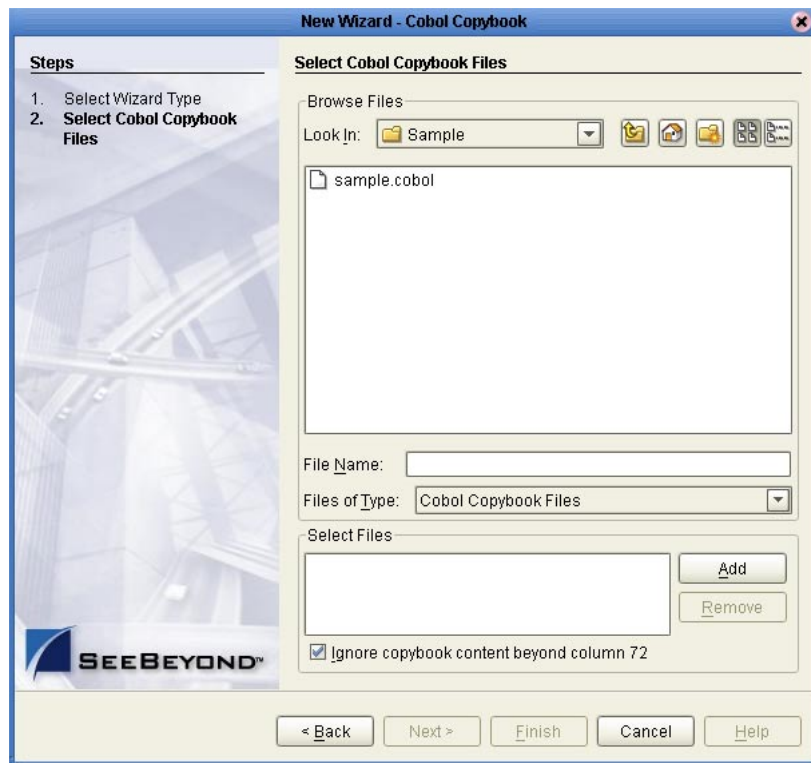 New Wizard - Cobol Copybook
Steps
1. Select Wizard Type
2. Select Cobol Copybook
Files
SEEBEYOND™
Select Cobol Copybook Files
Browse Files
Look In: Sample
sample.cobol
File Name:
Files of Type: Cobol Copybook Files
Select Files
Add
Remove
Ignore copybook content beyond column 72
< Back Next > Finish Cancel Help